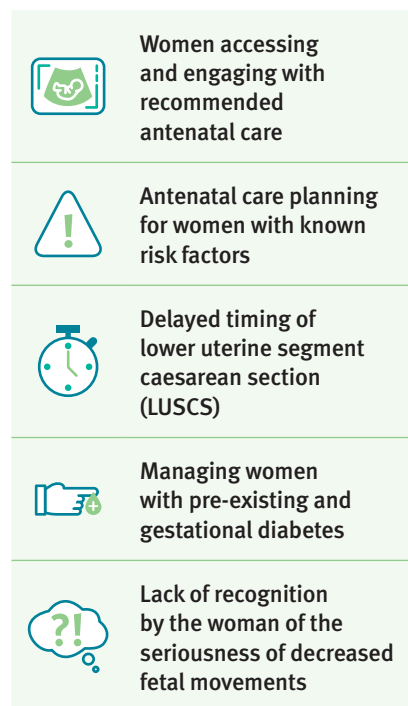 Women accessing
and engaging with
recommended
antenatal care
!
Antenatal care planning
for women with known
risk factors
Delayed timing of
lower uterine segment
caesarean section
(LUSCS)
Managing women
with pre-existing and
gestational diabetes
?!
Lack of recognition
by the woman of the
seriousness of decreased
fetal movements